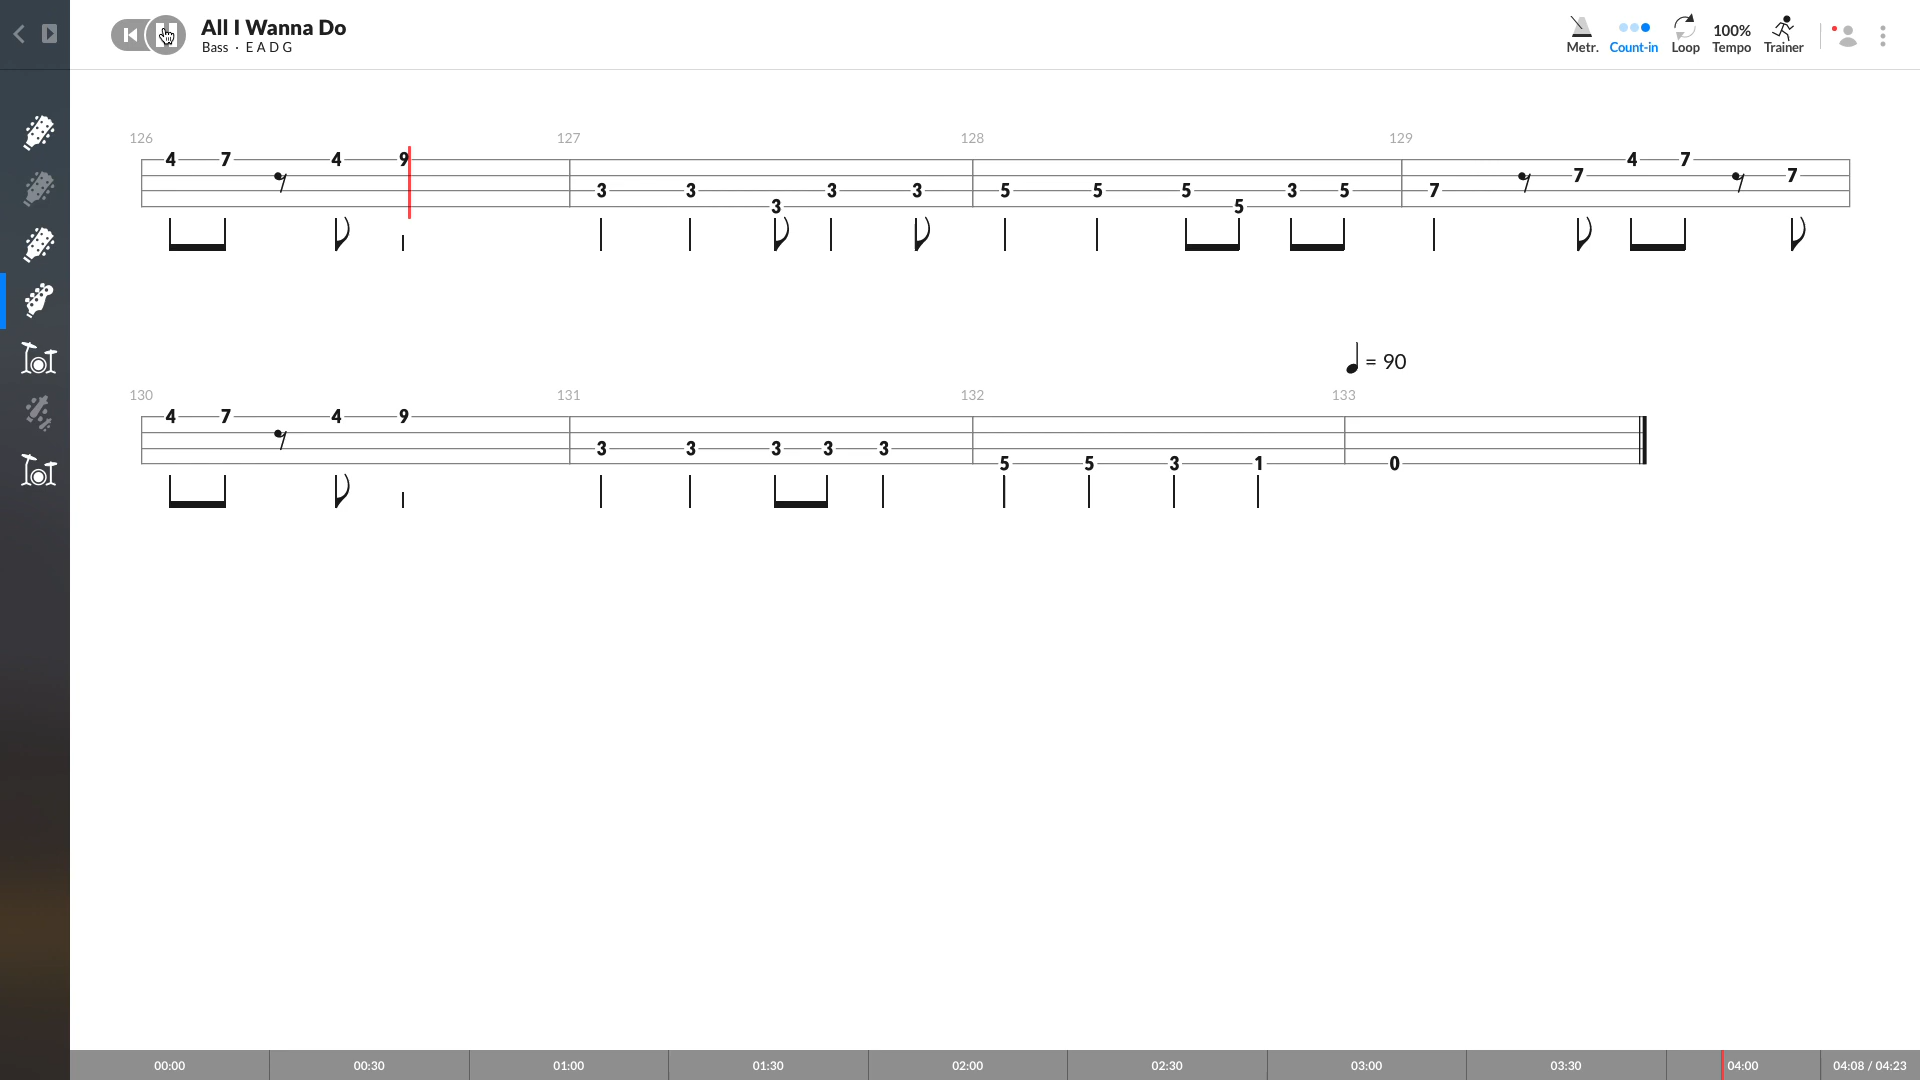 All I Wanna Do
Bass · E A D G
Metr.
Count-in
Loop
100%
Tempo
Trainer
126 127 128 129
4 7 4 9 3 3 3 3 3 5 5 5 5 3 5 7 7 4 7 7
= 90
130 131 132 133
4 7 4 9 3 3 3 3 3 5 5 3 1 0
00:00 00:30 01:00 01:30 02:00 02:30 03:00 03:30 04:00 04:08 / 04:23